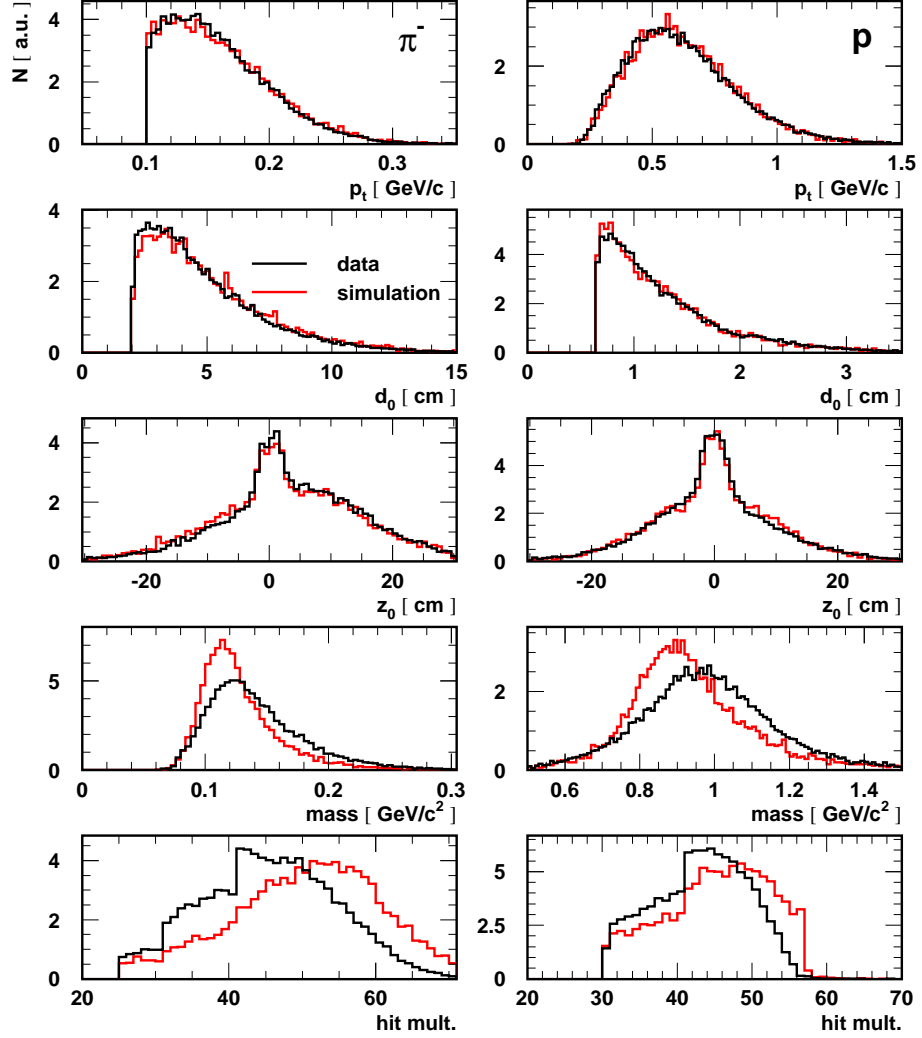 N [ a.u. ]
4
2
0
π-
0.1 0.2 0.3
p_t [ GeV/c ]
p
4
2
0
0 0.5 1 1.5
p_t [ GeV/c ]
4
2
0
data
simulation
0 5 10 15
d_0 [ cm ]
4
2
0
0 1 2 3
d_0 [ cm ]
4
2
0
-20 0 20
z_0 [ cm ]
4
2
0
-20 0 20
z_0 [ cm ]
5
0
0 0.1 0.2 0.3
mass [ GeV/c² ]
2
0
0.6 0.8 1 1.2 1.4
mass [ GeV/c² ]
4
2
0
20 40 60
hit mult.
5
2.5
0
20 30 40 50 60 70
hit mult.